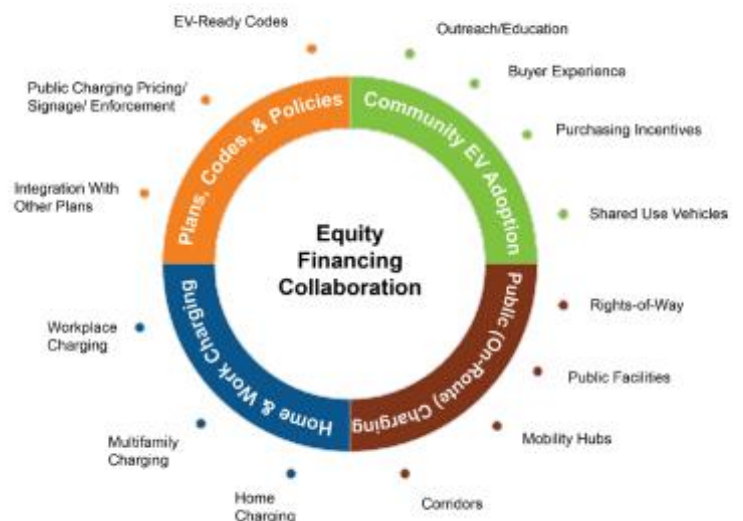 EV-Ready Codes
Outreach/Education
Buyer Experience
Public Charging Pricing/
Signage/ Enforcement
Purchasing Incentives
Integration With
Other Plans
Shared Use Vehicles
Plans, Codes, & Policies
Community EV Adoption
Equity
Financing
Collaboration
Home & Work Charging
Public (On-Route) Charging
Rights-of-Way
Workplace
Charging
Public Facilities
Mobility Hubs
Multifamily
Charging
Home
Charging
Corridors